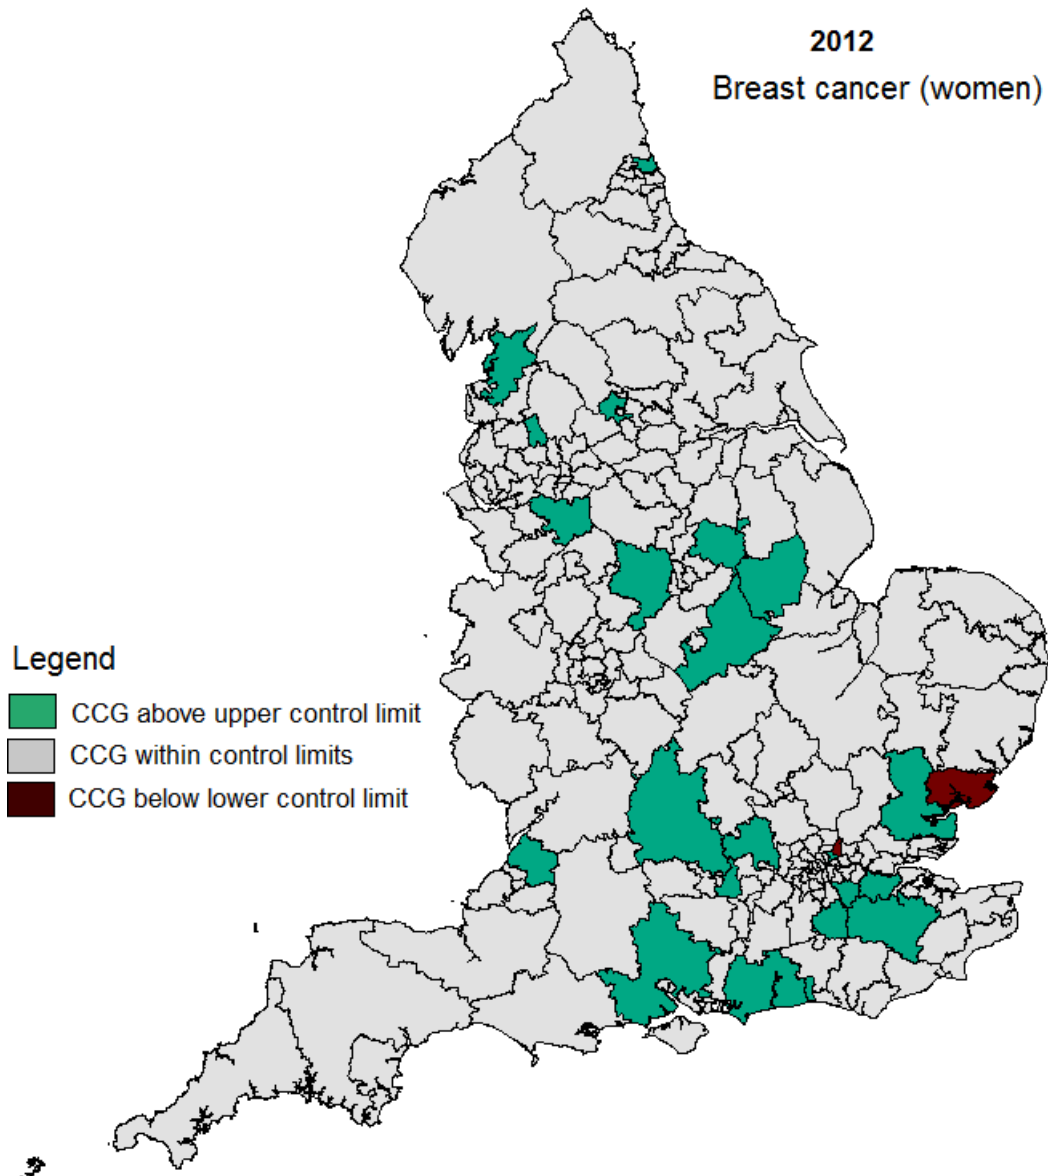 2012
Breast cancer (women)
Legend
CCG above upper control limit
CCG within control limits
CCG below lower control limit